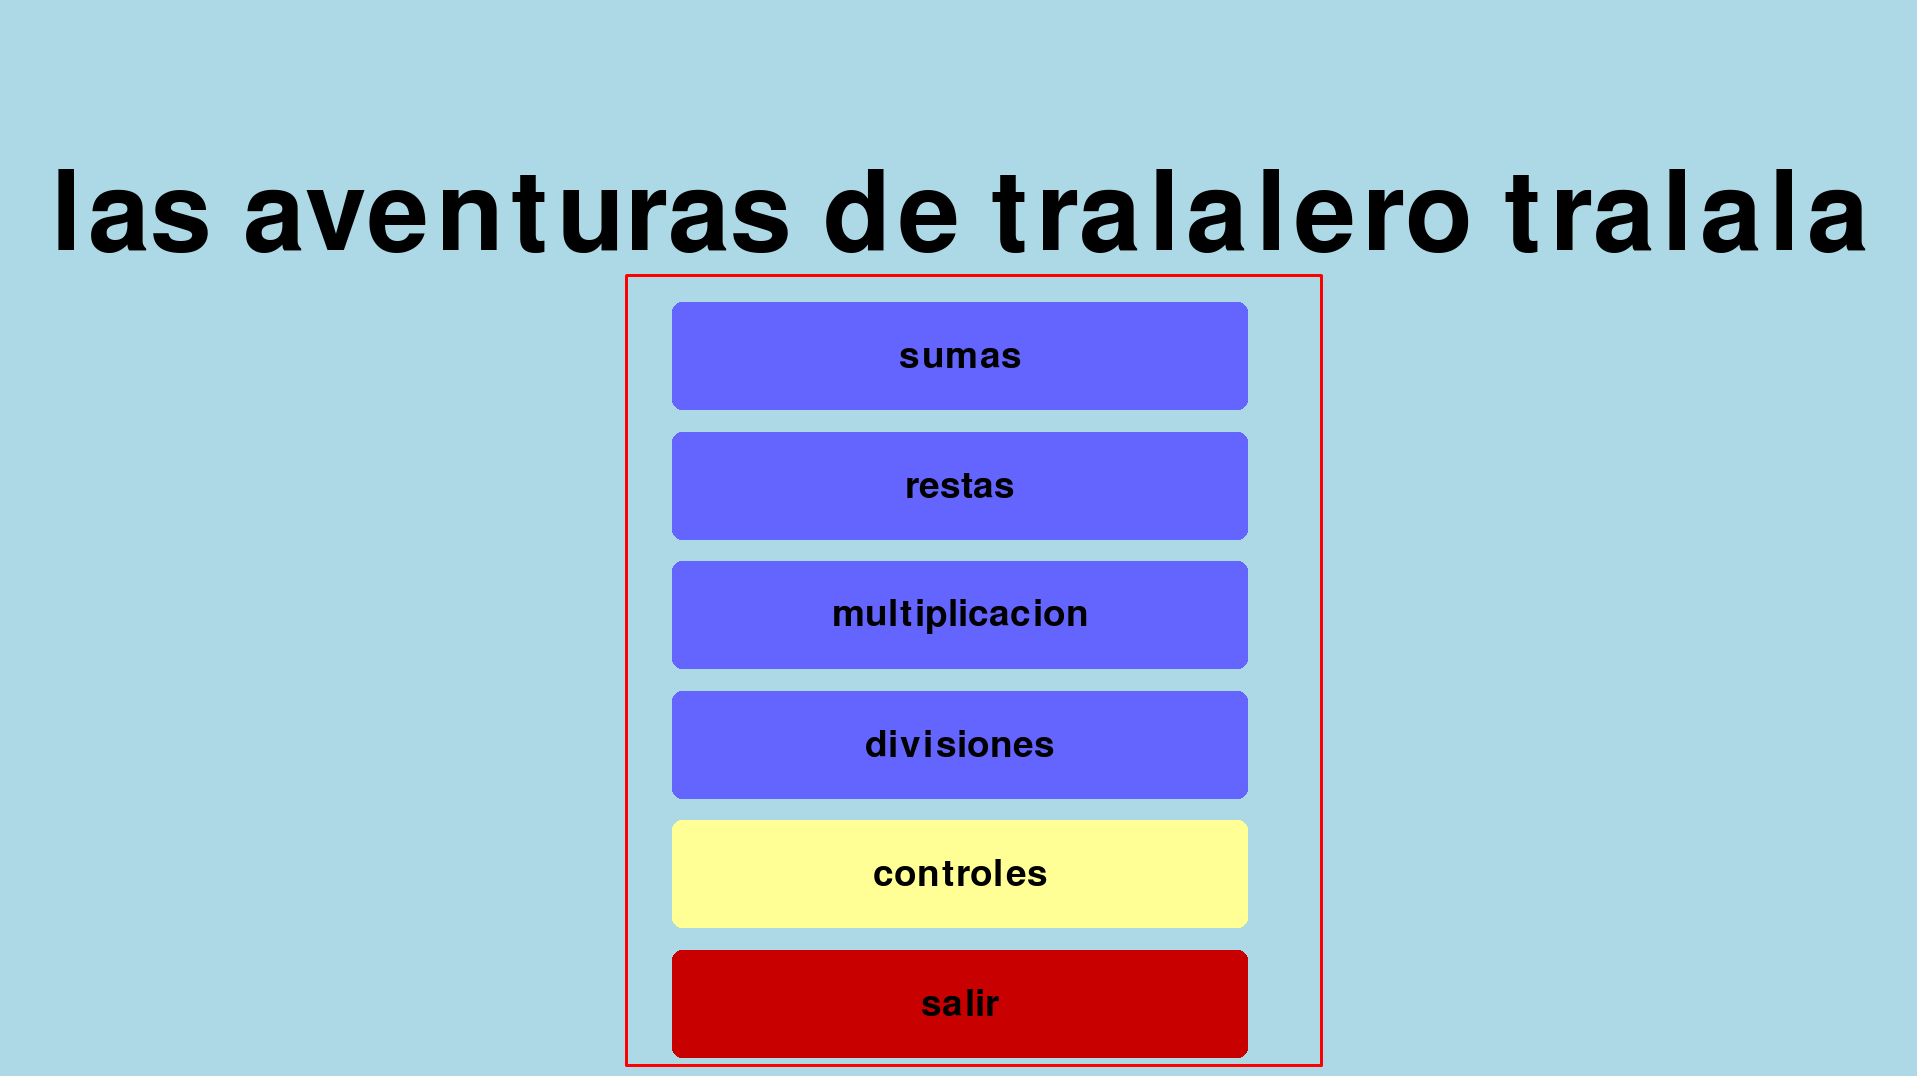 las aventuras de tralalero tralala
sumas
restas
multiplicacion
divisiones
controles
salir